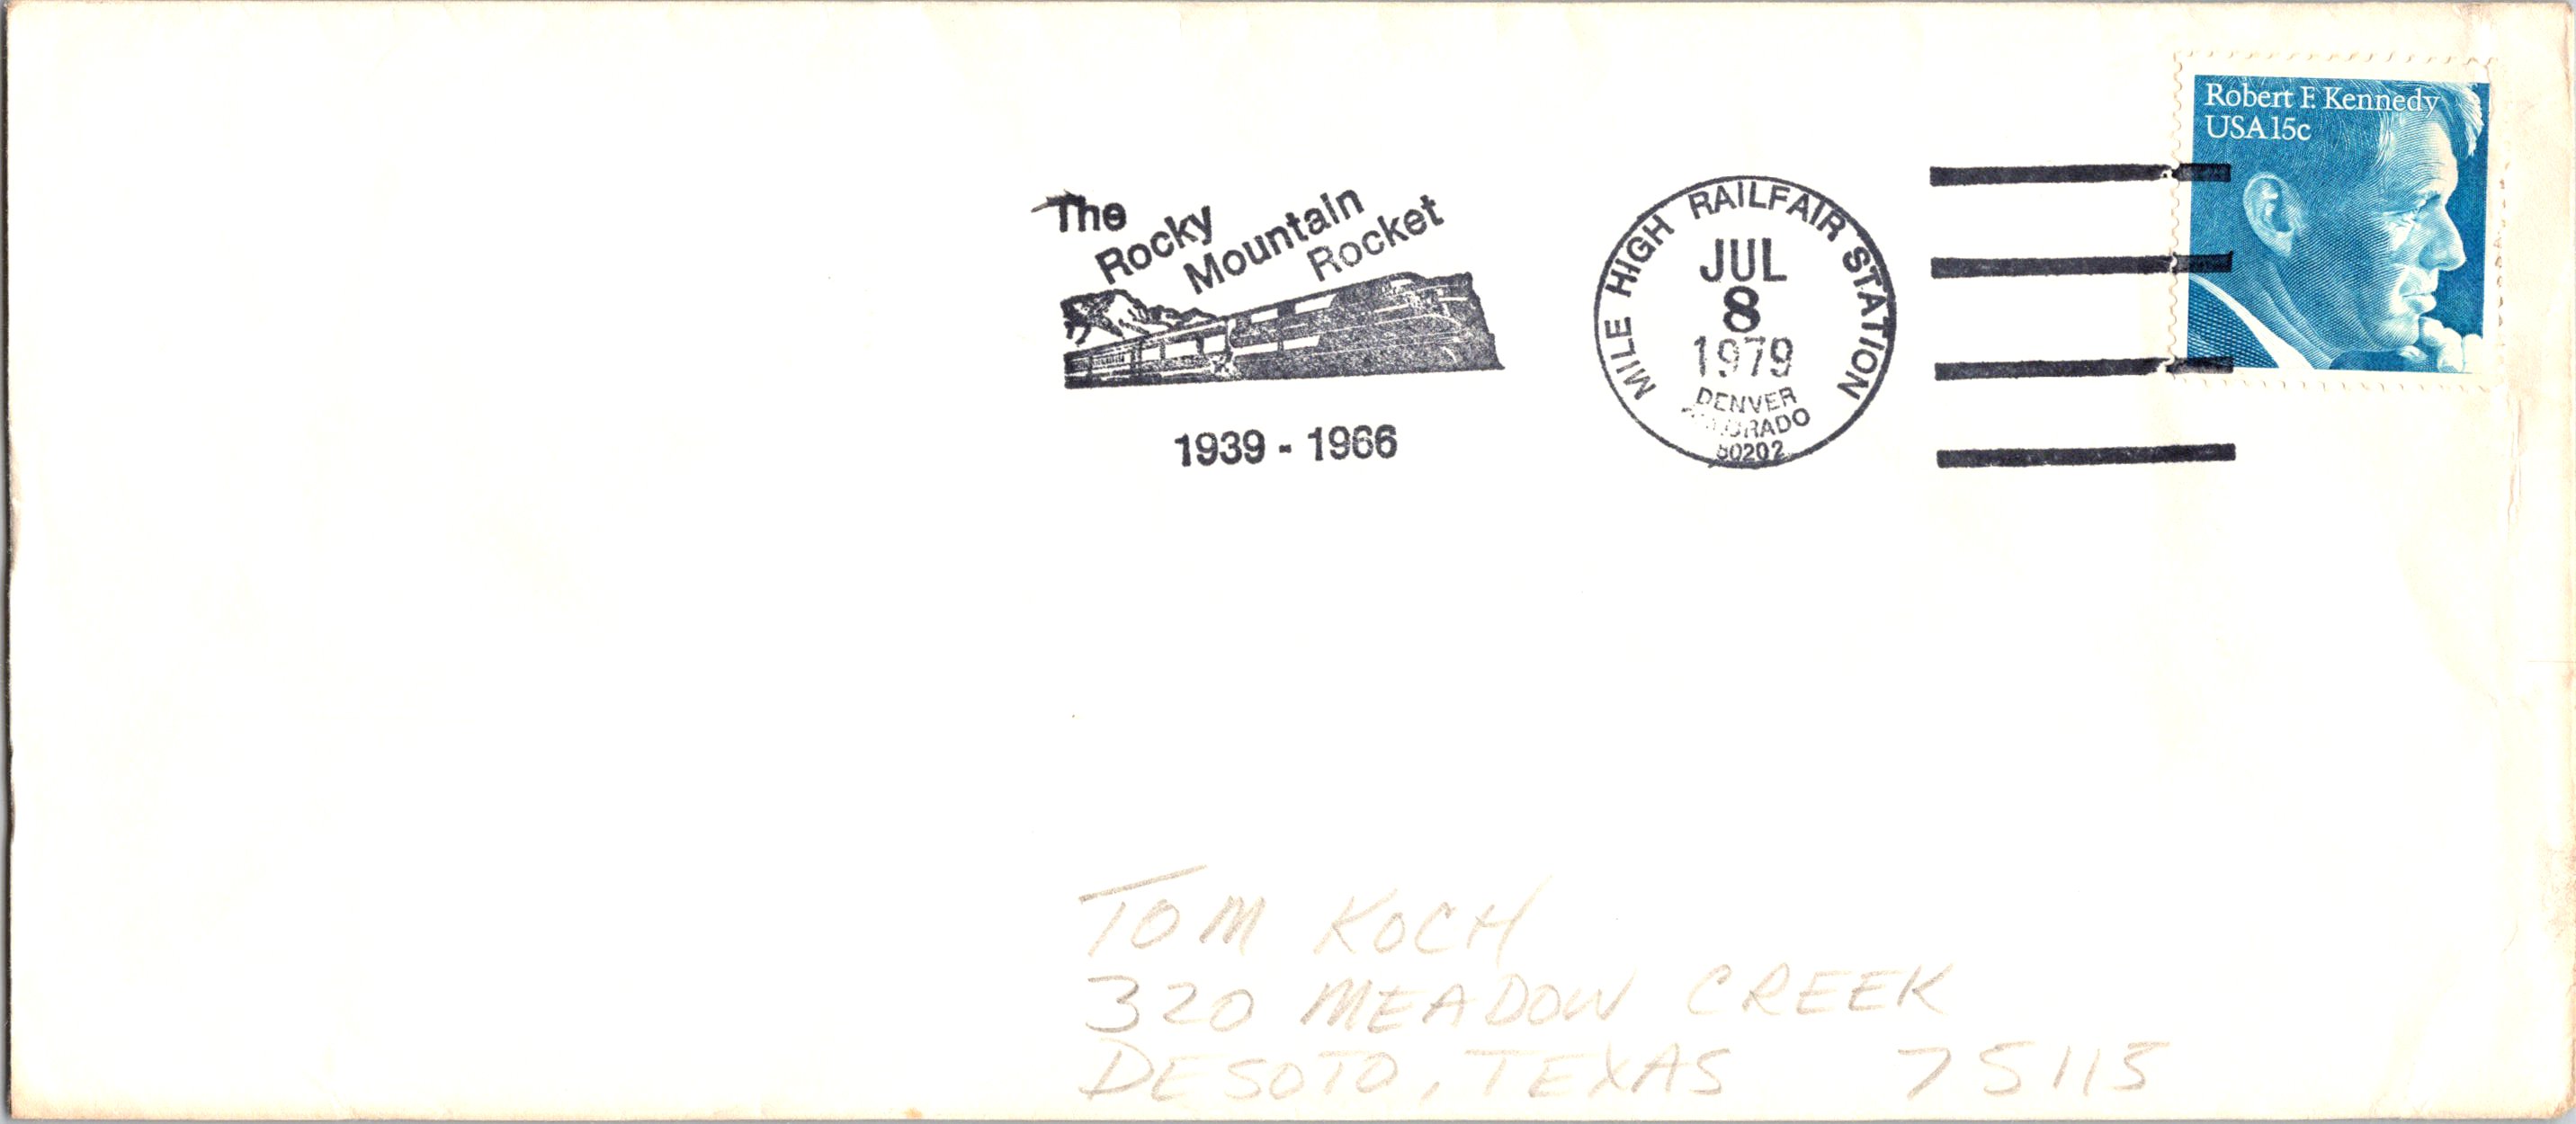 Robert F. Kennedy
USA 15c
The
Rocky
Mountain
Rocket
1939 - 1966
MILE HIGH RAILFAIR STATION
JUL
8
1979
DENVER
COLORADO
80202
TOM KOCH
320 MEADOW CREEK
DESOTO, TEXAS 75115